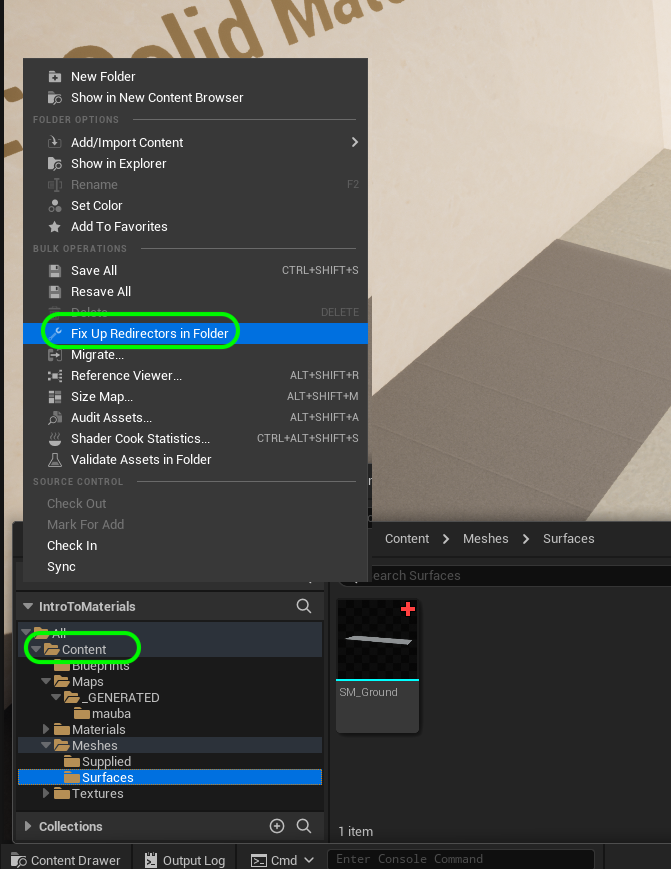 Solid Mate
New Folder
Show in New Content Browser
FOLDER OPTIONS
Add/Import Content
Show in Explorer
Rename F2
Set Color
Add To Favorites
BULK OPERATIONS
Save All CTRL+SHIFT+S
Resave All
Delete DELETE
Fix Up Redirectors in Folder
Migrate...
Reference Viewer... ALT+SHIFT+R
Size Map... ALT+SHIFT+M
Audit Assets... ALT+SHIFT+A
Shader Cook Statistics... CTRL+ALT+SHIFT+S
Validate Assets in Folder
SOURCE CONTROL
Check Out
Mark For Add
Check In
Sync
Content > Meshes > Surfaces
earch Surfaces
IntroToMaterials
All
Content
Blueprints
Maps
_GENERATED
mauba
Materials
Meshes
Supplied
Surfaces
Textures
SM_Ground
Collections
1 item
Content Drawer
Output Log
Cmd
Enter Console Command